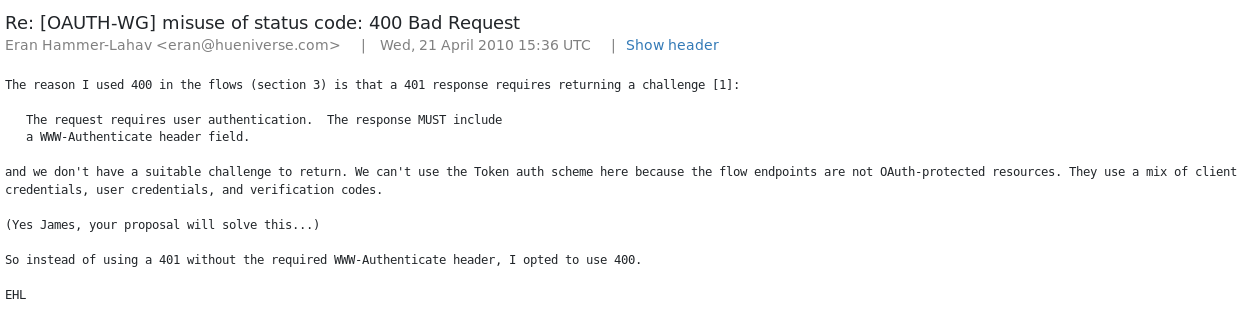 Re: [OAUTH-WG] misuse of status code: 400 Bad Request
Eran Hammer-Lahav <eran@hueniverse.com> | Wed, 21 April 2010 15:36 UTC | Show header
The reason I used 400 in the flows (section 3) is that a 401 response requires returning a challenge [1]:
The request requires user authentication.  The response MUST include
a WWW-Authenticate header field.
and we don't have a suitable challenge to return. We can't use the Token auth scheme here because the flow endpoints are not OAuth-protected resources. They use a mix of client
credentials, user credentials, and verification codes.
(Yes James, your proposal will solve this...)
So instead of using a 401 without the required WWW-Authenticate header, I opted to use 400.
EHL